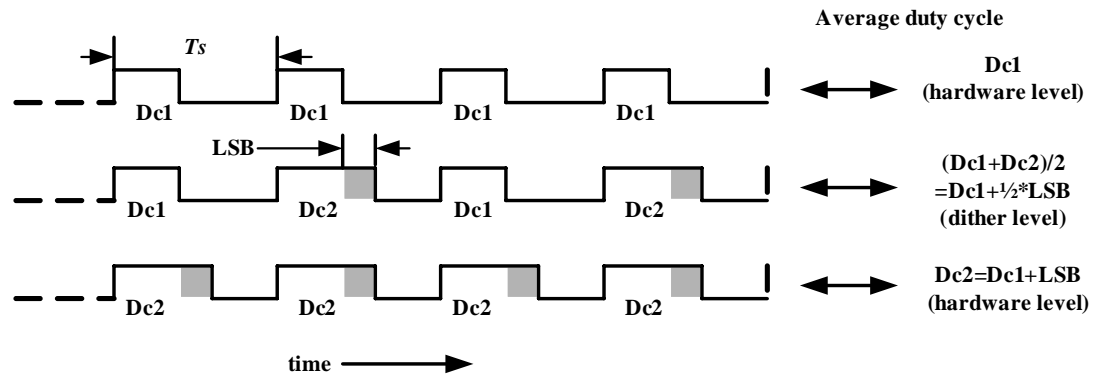 Average duty cycle
Ts
Dc1
(hardware level)
Dc1 Dc1 Dc1 Dc1
LSB
(Dc1+Dc2)/2
=Dc1+½*LSB
(dither level)
Dc1 Dc2 Dc1 Dc2
Dc2=Dc1+LSB
(hardware level)
Dc2 Dc2 Dc2 Dc2
time